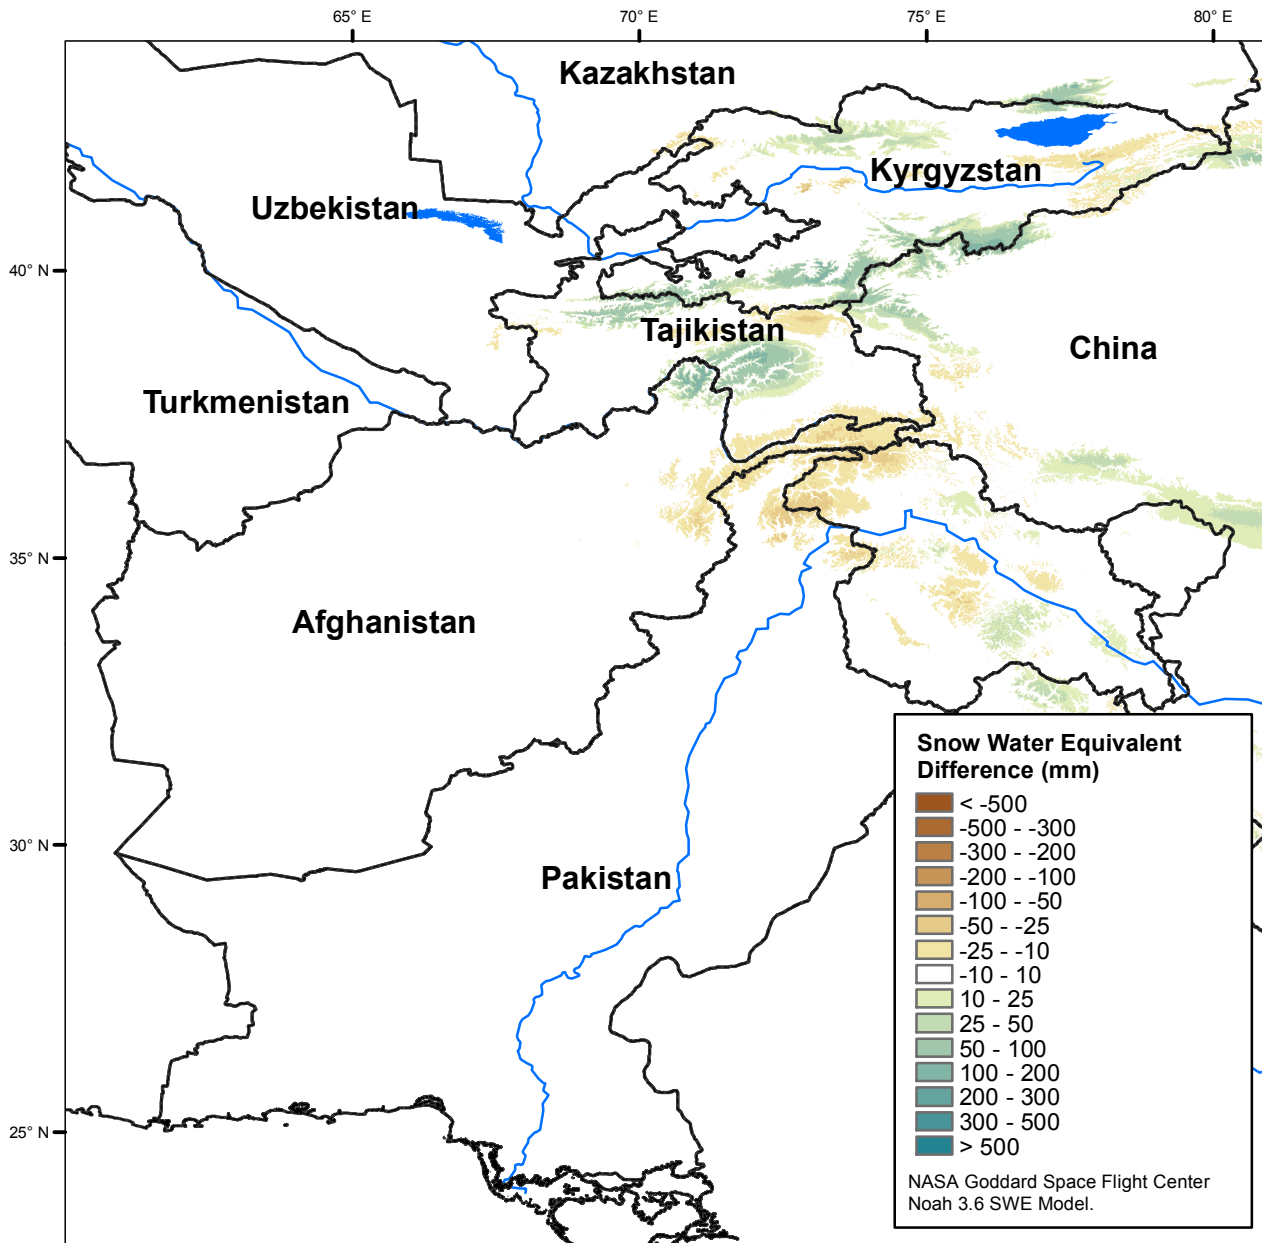 65° E
70° E
75° E
80° E
Kazakhstan
Kyrgyzstan
Uzbekistan
40° N
Tajikistan
China
Turkmenistan
35° N
Afghanistan
30° N
Pakistan
25° N
Snow Water Equivalent
Difference (mm)
< -500
-500 - -300
-300 - -200
-200 - -100
-100 - -50
-50 - -25
-25 - -10
-10 - 10
10 - 25
25 - 50
50 - 100
100 - 200
200 - 300
300 - 500
> 500
NASA Goddard Space Flight Center
Noah 3.6 SWE Model.